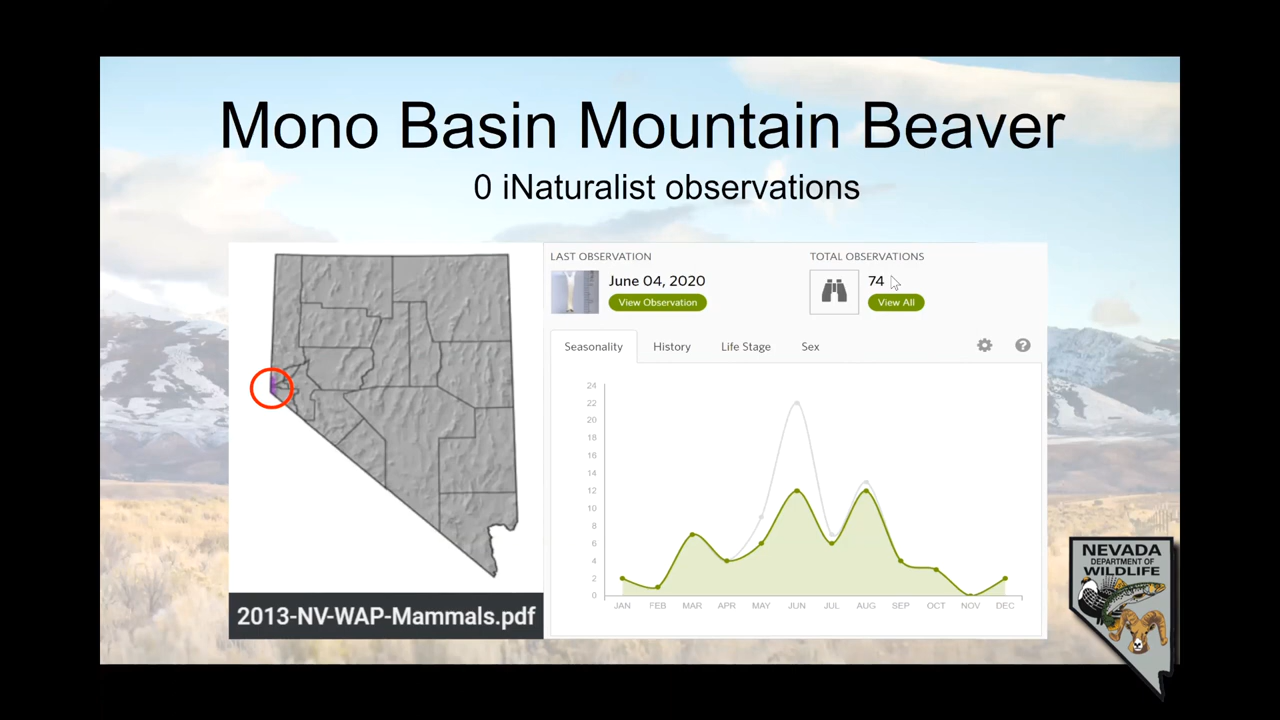 Mono Basin Mountain Beaver
0 iNaturalist observations
LAST OBSERVATION
June 04, 2020
View Observation
TOTAL OBSERVATIONS
74
View All
Seasonality
History
Life Stage
Sex
?
24
22
20
18
16
14
12
10
8
6
4
2
0
JAN FEB MAR APR MAY JUN JUL AUG SEP OCT NOV DEC
2013-NV-WAP-Mammals.pdf
NEVADA
DEPARTMENT OF
WILDLIFE